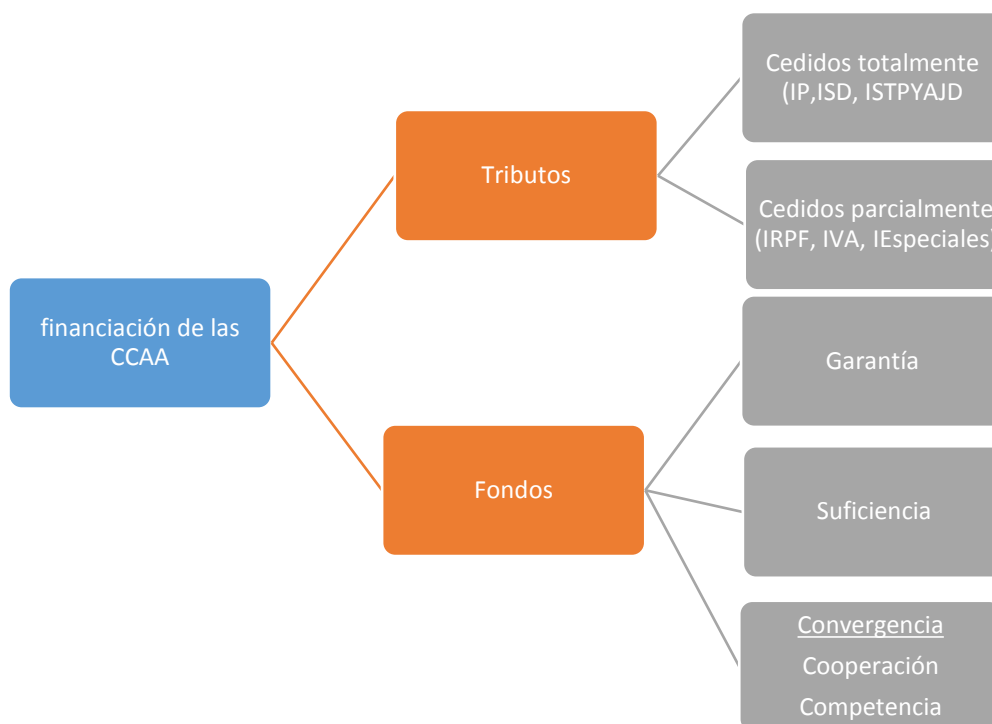 financiación de las
CCAA
Tributos
Cedidos totalmente
(IP,ISD, ISTPYAJD
Cedidos parcialmente
(IRPF, IVA, IEspeciales)
Fondos
Garantía
Suficiencia
Convergencia
Cooperación
Competencia